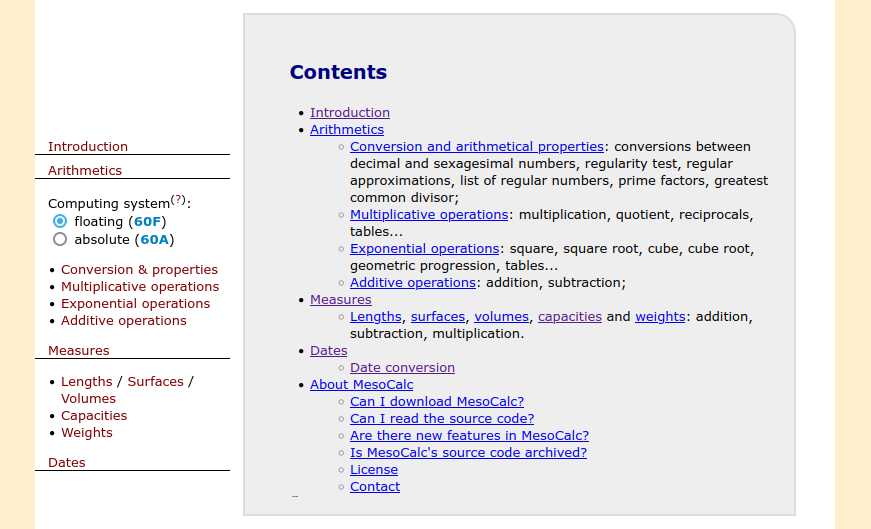 Introduction
Arithmetics
Computing system(?):
floating (60F)
absolute (60A)
Conversion & properties
Multiplicative operations
Exponential operations
Additive operations
Measures
Lengths / Surfaces /
Volumes
Capacities
Weights
Dates
Contents
Introduction
Arithmetics
Conversion and arithmetical properties: conversions between
decimal and sexagesimal numbers, regularity test, regular
approximations, list of regular numbers, prime factors, greatest
common divisor;
Multiplicative operations: multiplication, quotient, reciprocals,
tables...
Exponential operations: square, square root, cube, cube root,
geometric progression, tables...
Additive operations: addition, subtraction;
Measures
Lengths, surfaces, volumes, capacities and weights: addition,
subtraction, multiplication.
Dates
Date conversion
About MesoCalc
Can I download MesoCalc?
Can I read the source code?
Are there new features in MesoCalc?
Is MesoCalc's source code archived?
License
Contact